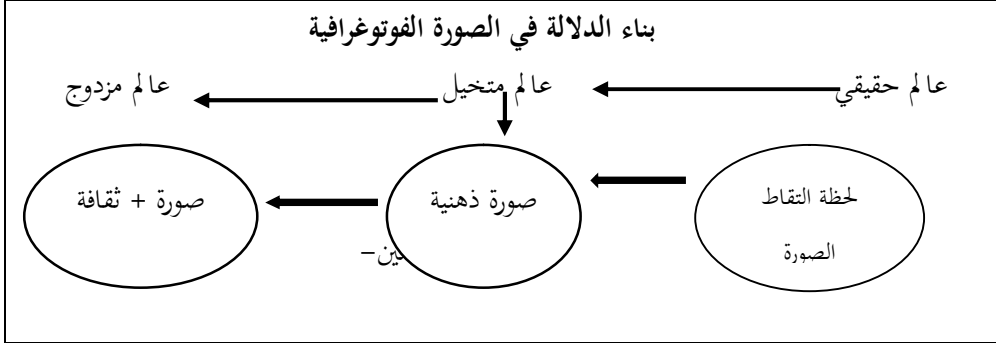 بناء الدلالة في الصورة الفوتوغرافية
عالم حقيقي عالم متخيل عالم مزدوج
لحظة التقاط صورة ذهنية صورة + ثقافة
الصورة